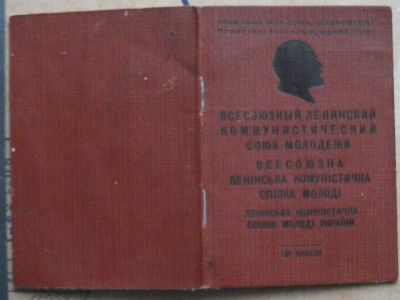 ВСЕСОЮЗНЫЙ ЛЕНИНСКИЙ
КОММУНИСТИЧЕСКИЙ
СОЮЗ МОЛОДЕЖИ
ВСЕСОЮЗНА
ЛЕНІНСЬКА КОМУНІСТИЧНА
СПІЛКА МОЛОДІ
ЛЕНІНСЬКА КОМУНІСТИЧНА
СПІЛКА МОЛОДІ УКРАЇНИ